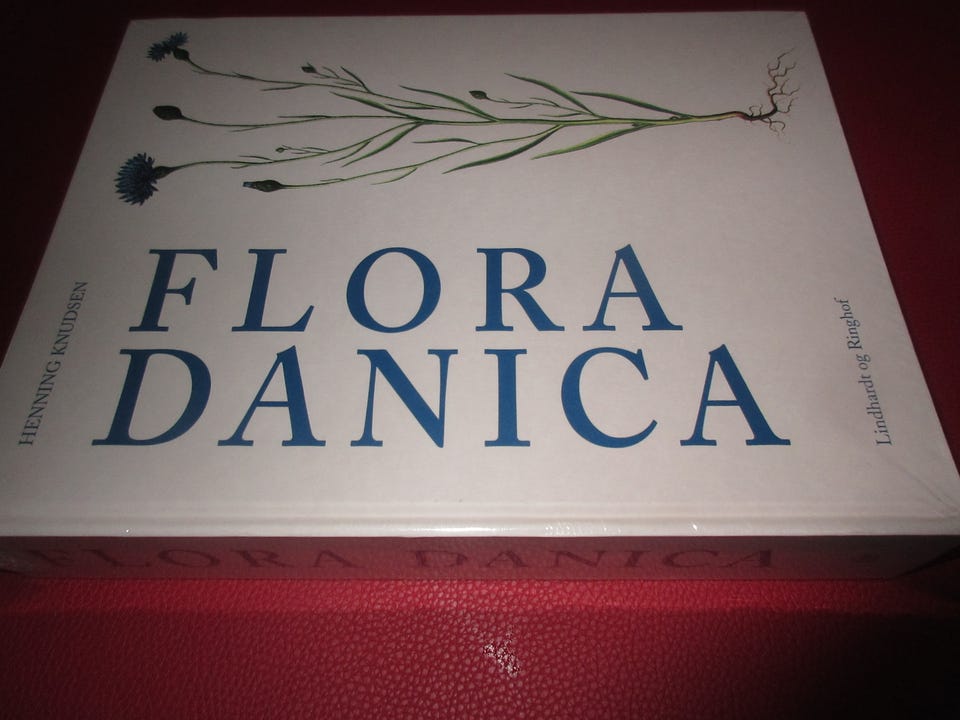 HENNING KNUDSEN
FLORA
DANICA
Lindhardt og Ringhof
FLORA DANICA